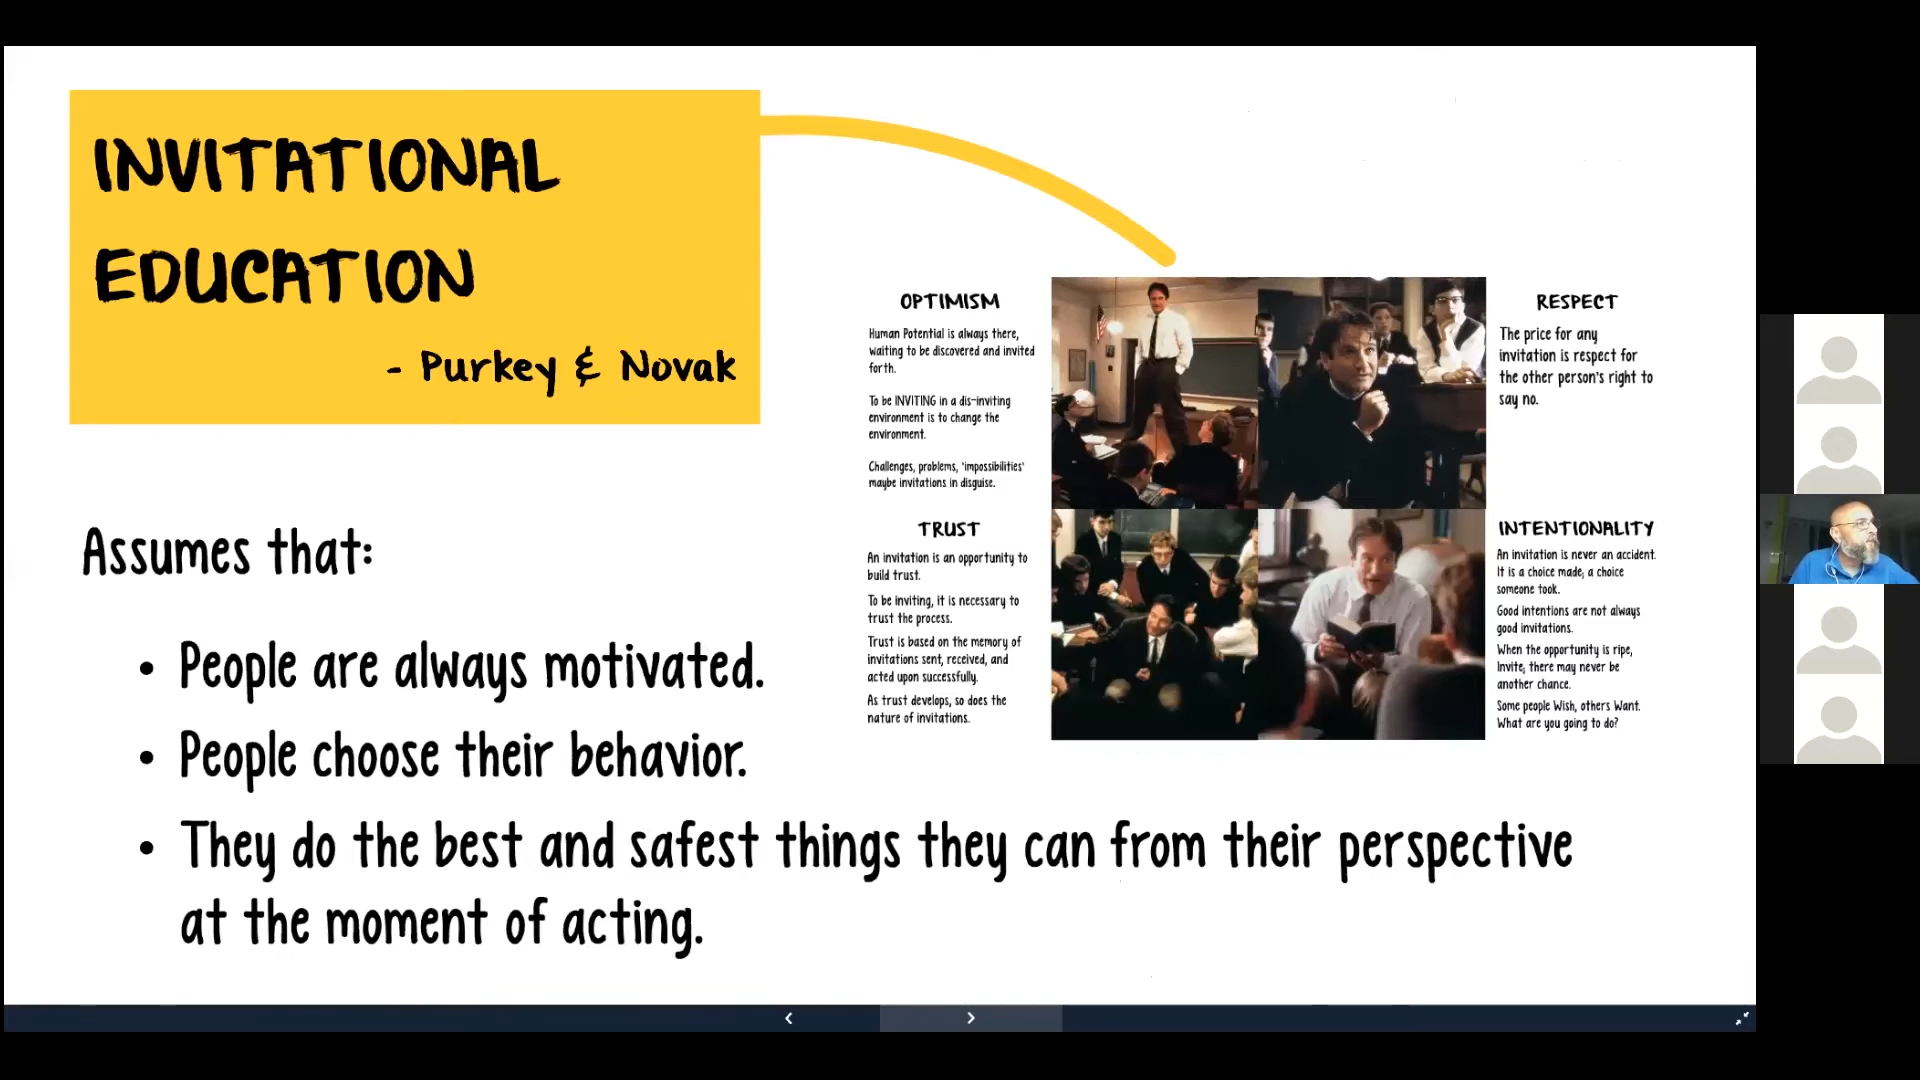 INVITATIONAL
EDUCATION
- Purkey & Novak
Assumes that:
• People are always motivated.
• People choose their behavior.
• They do the best and safest things they can from their perspective
at the moment of acting.
OPTIMISM
Human Potential is always there,
waiting to be discovered and invited
forth.
To be INVITING in a dis-inviting
environment is to change the
environment.
Challenges, problems, 'impossibilities'
maybe invitations in disguise.
RESPECT
The price for any
invitation is respect for
the other person's right to
say no.
TRUST
An invitation is an opportunity to
build trust.
To be inviting, it is necessary to
trust the process.
Trust is based on the memory of
invitations sent, received, and
acted upon successfully.
As trust develops, so does the
nature of invitations.
INTENTIONALITY
An invitation is never an accident.
It is a choice made; a choice
someone took.
Good intentions are not always
good invitations.
When the opportunity is ripe,
Invite; there may never be
another chance.
Some people Wish, others Want.
What are you going to do?